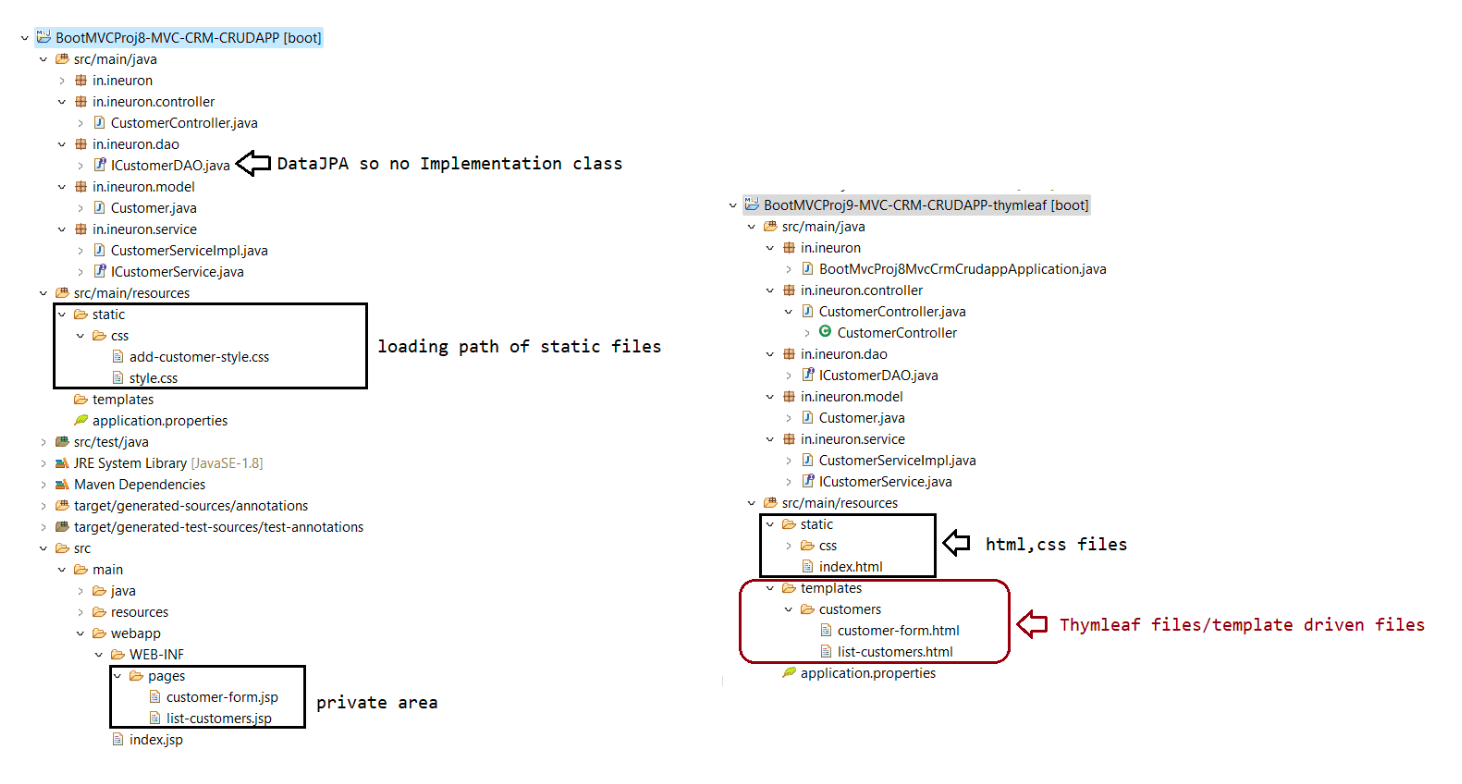 BootMVCProj8-MVC-CRM-CRUDAPP [boot]
src/main/java
in.ineuron
in.ineuron.controller
CustomerController.java
in.ineuron.dao
ICustomerDAO.java DataJPA so no Implementation class
in.ineuron.model
Customer.java
in.ineuron.service
CustomerServiceImpl.java
ICustomerService.java
src/main/resources
static
css
add-customer-style.css
loading path of static files
style.css
templates
application.properties
src/test/java
JRE System Library [JavaSE-1.8]
Maven Dependencies
target/generated-sources/annotations
target/generated-test-sources/test-annotations
src
main
java
resources
webapp
WEB-INF
pages
customer-form.jsp
private area
list-customers.jsp
index.jsp
BootMVCProj9-MVC-CRM-CRUDAPP-thymleaf [boot]
src/main/java
in.ineuron
BootMvcProj8MvcCrmCrudappApplication.java
in.ineuron.controller
CustomerController.java
CustomerController
in.ineuron.dao
ICustomerDAO.java
in.ineuron.model
Customer.java
in.ineuron.service
CustomerServiceImpl.java
ICustomerService.java
src/main/resources
static
css html,css files
index.html
templates
customers
customer-form.html Thymleaf files/template driven files
list-customers.html
application.properties